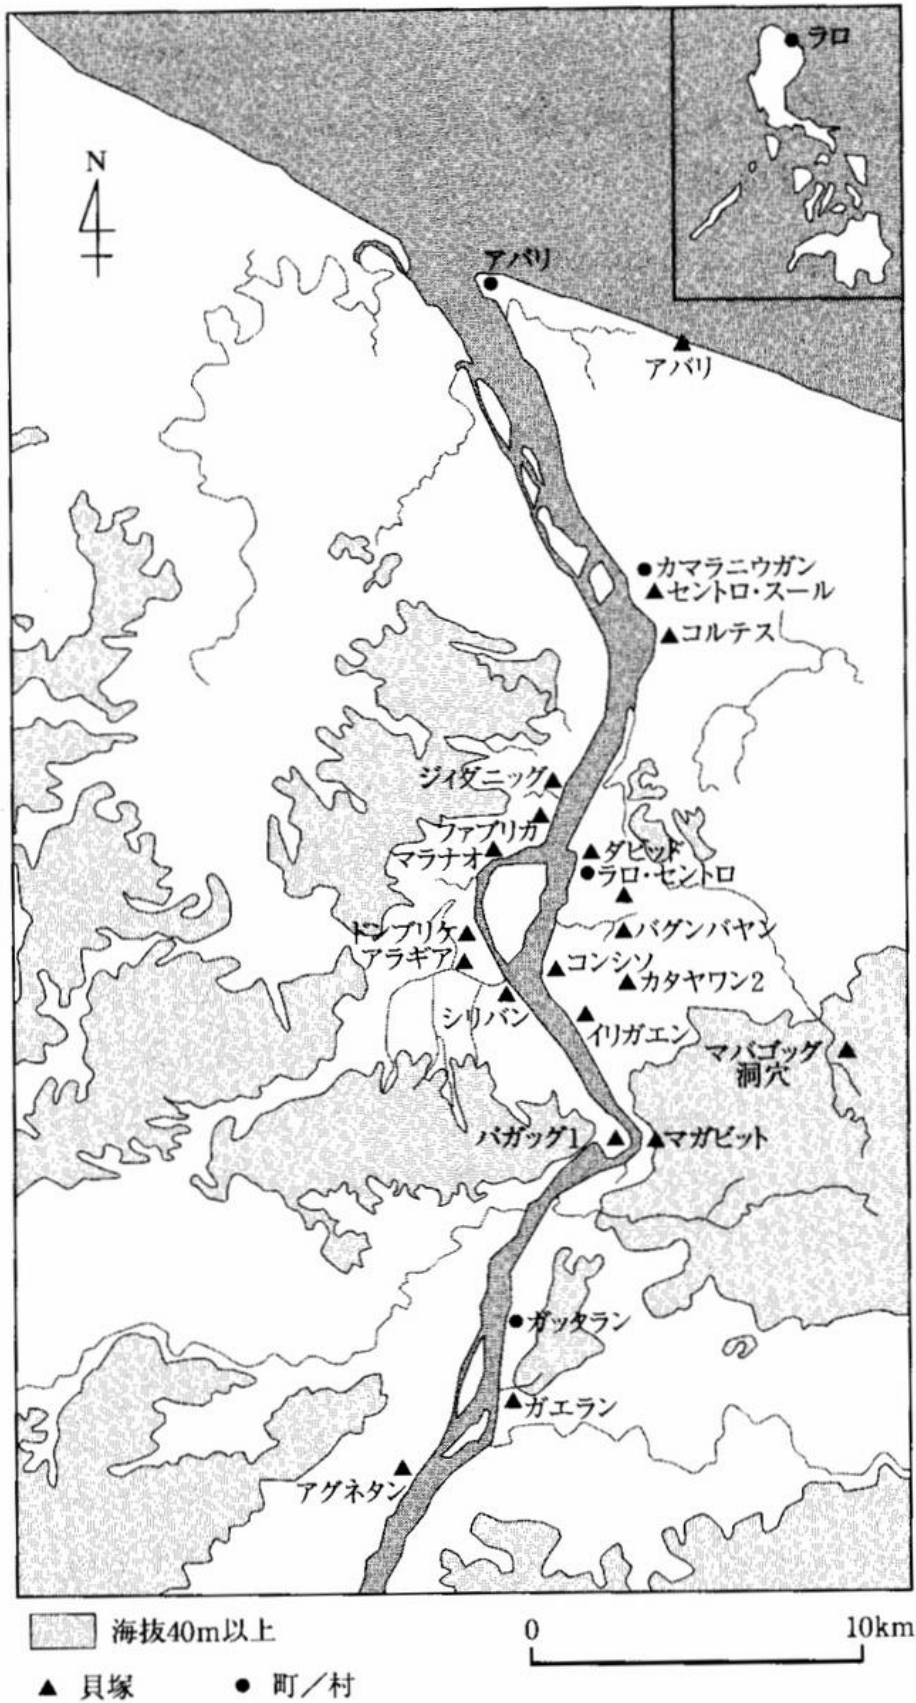 ラロ
N
アパリ
アパリ
カマラニウガン
セントロ・スール
コルテス
ジィダニッグ
ファブリカ
マラナオ
ダビッド
ラロ・セントロ
ドンブリケ
バグンバヤン
アラギア
コンシソ
カタヤワン2
シリバン
イリガエン
マバゴッグ
洞穴
バガッグ1
マガピット
ガッタラン
ガエラン
アグネタン
海抜40m以上
0 10km
貝塚 町/村